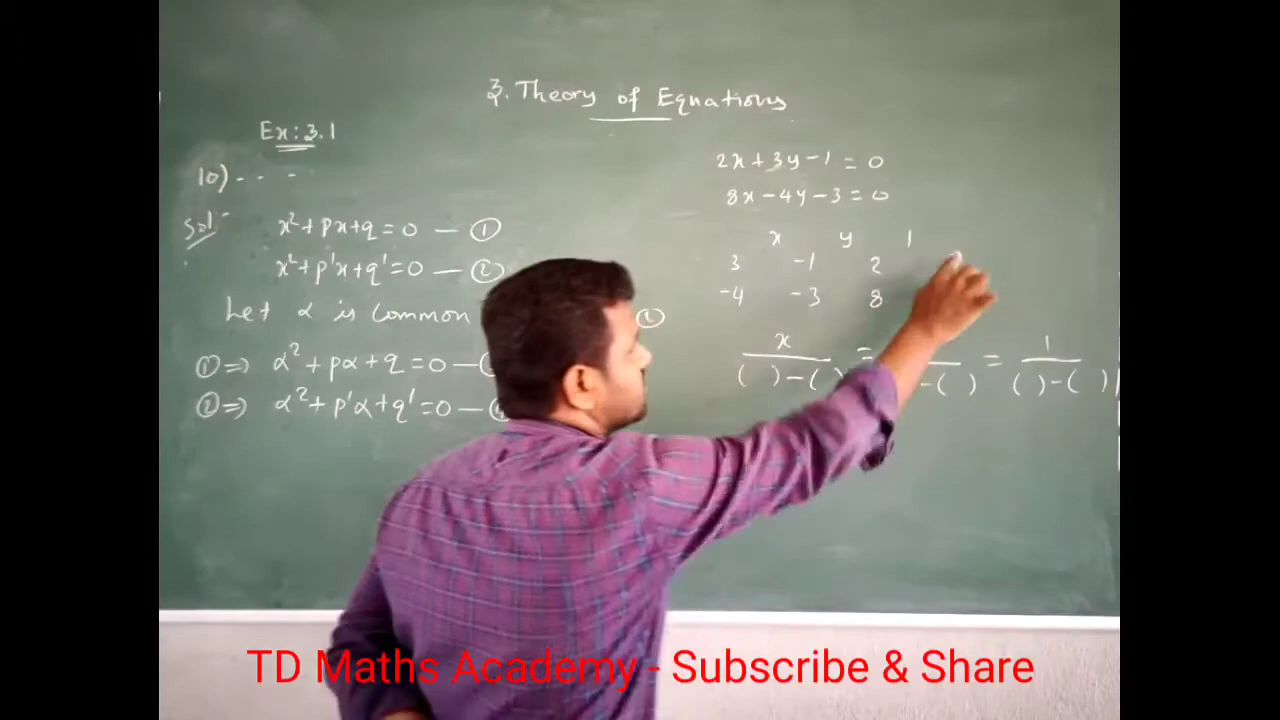 3. Theory of Equations
Ex: 3.1
10) - - -
Sol:-
x² + px + q = 0 — ①
x² + p'x + q' = 0 — ②
Let α is common
②
①⇒ α² + pα + q = 0 —
②⇒ α² + p'α + q' = 0 —
2x + 3y - 1 = 0
8x - 4y - 3 = 0
x y 1
3 -1 2
-4 -3 8
x = = 1
( ) - ( ) - ( ) ( ) - ( )
TD Maths Academy - Subscribe & Share